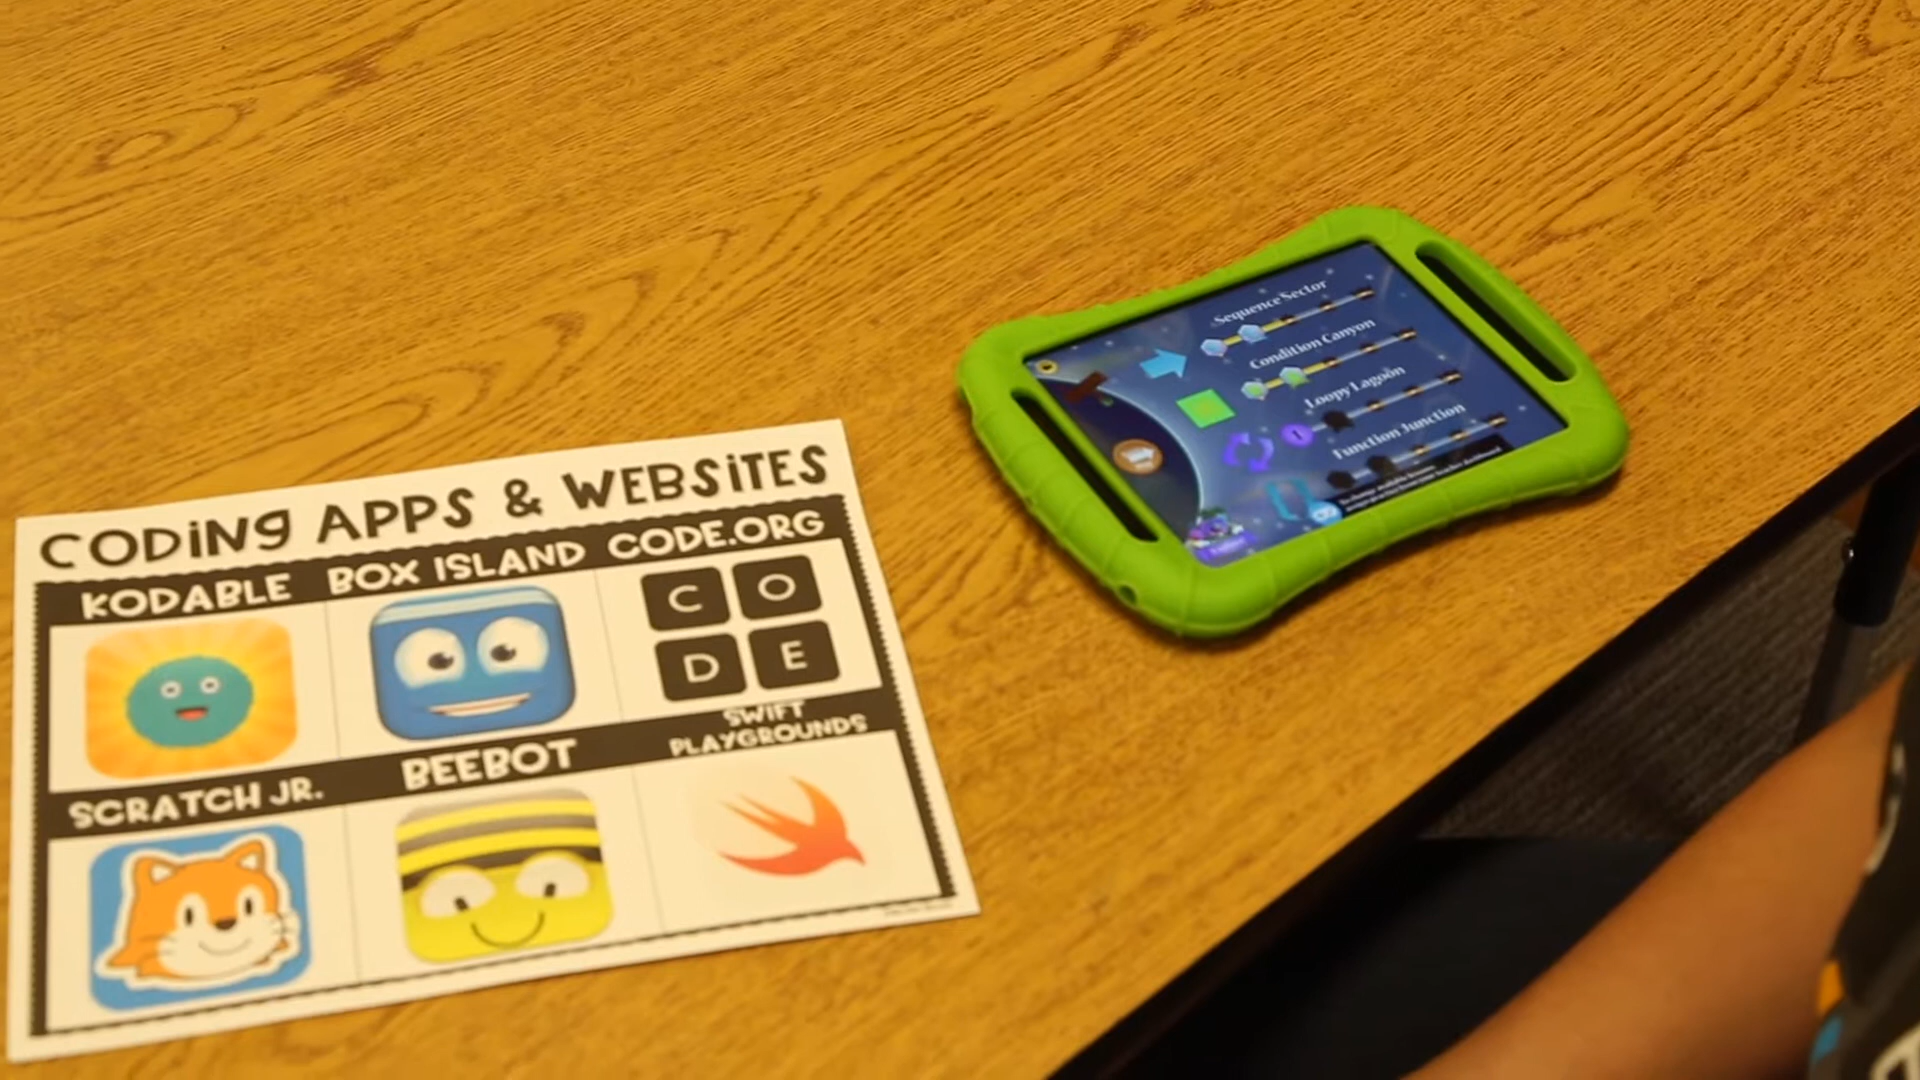 CODING APPS & WEBSITES
KODABLE BOX ISLAND CODE.ORG
C O
D E
SCRATCH JR. BEEBOT SWIFT
PLAYGROUNDS
Sequence Sector
Condition Canyon
Loopy Lagoon
Function Junction